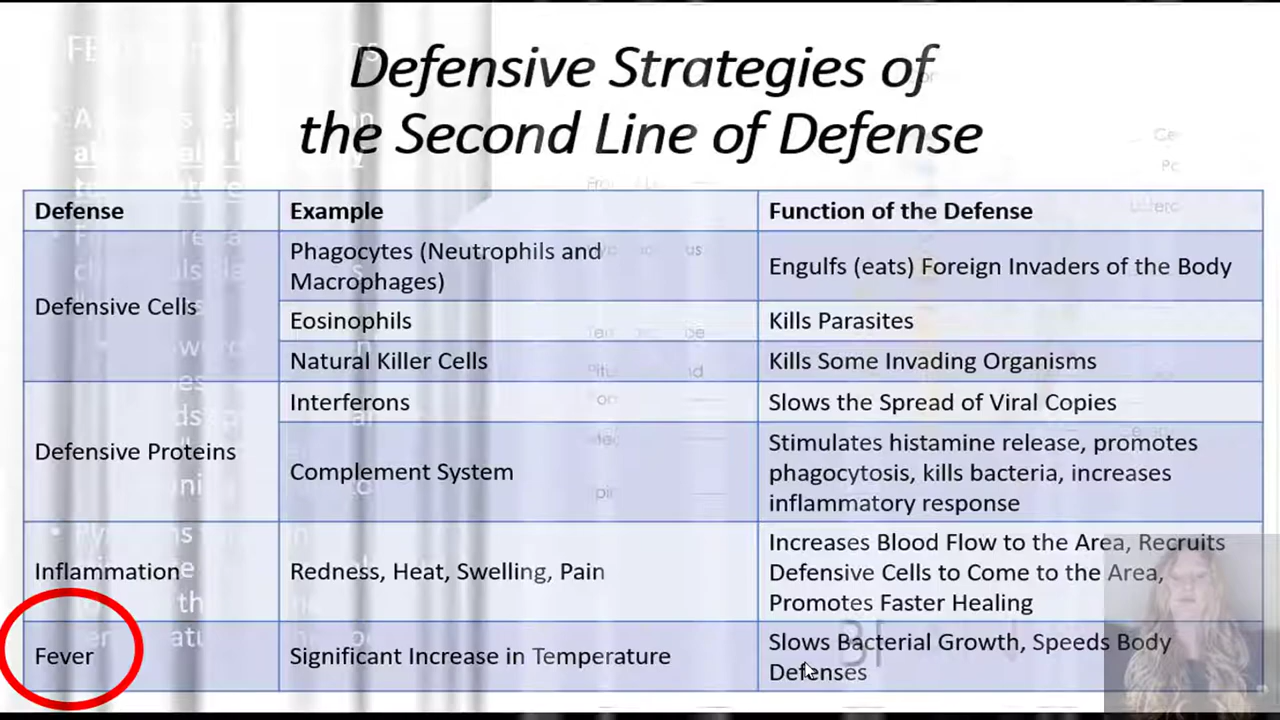 Defensive Strategies of
the Second Line of Defense
Defense Example Function of the Defense
Defensive Cells
Phagocytes (Neutrophils and
Macrophages)
Engulfs (eats) Foreign Invaders of the Body
Eosinophils
Kills Parasites
Natural Killer Cells
Kills Some Invading Organisms
Defensive Proteins
Interferons
Slows the Spread of Viral Copies
Complement System
Stimulates histamine release, promotes
phagocytosis, kills bacteria, increases
inflammatory response
Inflammation
Redness, Heat, Swelling, Pain
Increases Blood Flow to the Area, Recruits
Defensive Cells to Come to the Area,
Promotes Faster Healing
Fever
Significant Increase in Temperature
Slows Bacterial Growth, Speeds Body
Defenses